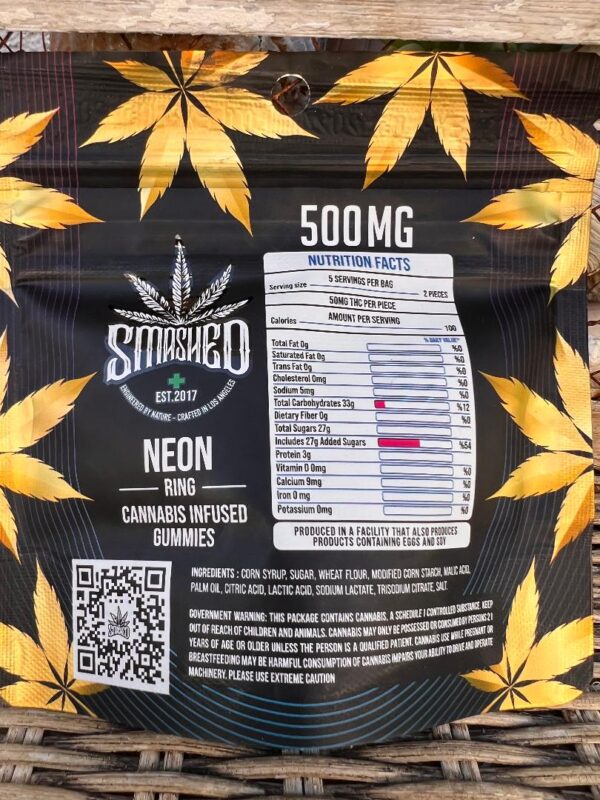 500MG
NUTRITION FACTS
5 SERVINGS PER BAG
Serving size 2 PIECES
50MG THC PER PIECE
AMOUNT PER SERVING
Calories 100
% DAILY VALUE*
Total Fat 0g %0
Saturated Fat 0g %0
Trans Fat 0g %0
Cholesterol 0mg %0
Sodium 5mg %0
Total Carbohydrates 33g %12
Dietary Fiber 0g %0
Total Sugars 27g
Includes 27g Added Sugars %54
Protein 3g
Vitamin D 0mg %0
Calcium 9mg %0
Iron 0 mg %0
Potassium 0mg %0
PRODUCED IN A FACILITY THAT ALSO PRODUCES
PRODUCTS CONTAINING EGGS AND SOY
SMASHED
EST.2017
ENGINEERED BY NATURE - CRAFTED IN LOS ANGELES
NEON
RING
CANNABIS INFUSED
GUMMIES
SMASHED
INGREDIENTS : CORN SYRUP, SUGAR, WHEAT FLOUR, MODIFIED CORN STARCH, MALIC ACID,
PALM OIL, CITRIC ACID, LACTIC ACID, SODIUM LACTATE, TRISODIUM CITRATE, SALT.
GOVERNMENT WARNING: THIS PACKAGE CONTAINS CANNABIS, A SCHEDULE 1 CONTROLLED SUBSTANCE. KEEP
OUT OF REACH OF CHILDREN AND ANIMALS. CANNABIS MAY ONLY BE POSSESSED OR CONSUMED BY PERSONS 21
YEARS OF AGE OR OLDER UNLESS THE PERSON IS A QUALIFIED PATIENT. CANNABIS USE WHILE PREGNANT OR
BREASTFEEDING MAY BE HARMFUL. CONSUMPTION OF CANNABIS IMPAIRS YOUR ABILITY TO DRIVE AND OPERATE
MACHINERY. PLEASE USE EXTREME CAUTION